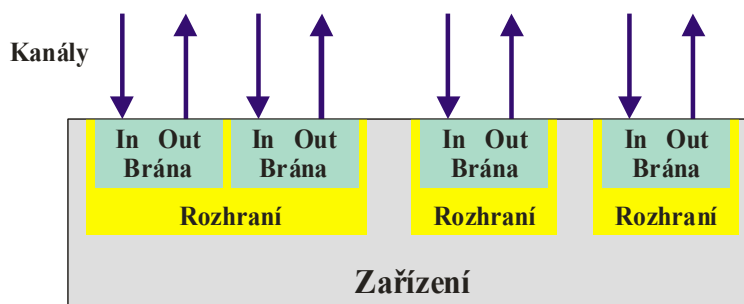 Kanály
In Out In Out In Out In Out
Brána Brána Brána Brána
Rozhraní Rozhraní Rozhraní
Zařízení